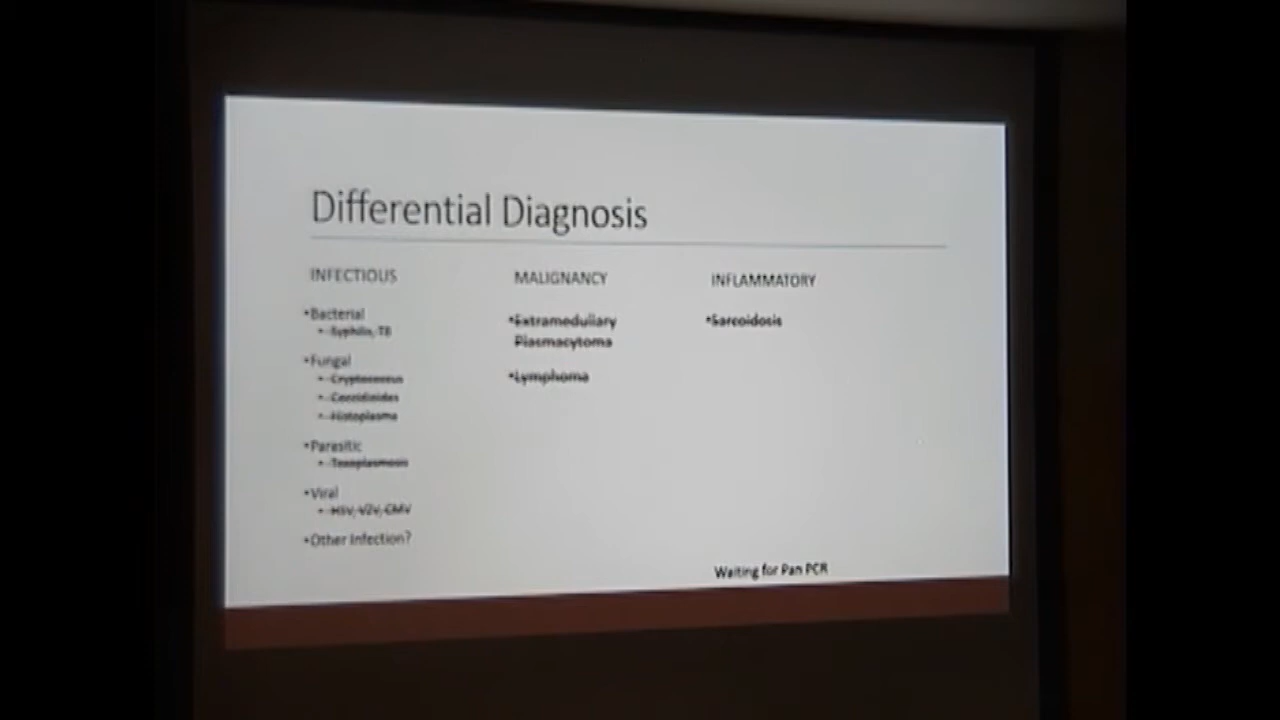 Differential Diagnosis
INFECTIOUS
•Bacterial
• Syphilis, TB
•Fungal
• Cryptococcus
• Coccidioides
• Histoplasma
•Parasitic
• Toxoplasmosis
•Viral
• HSV, VZV, CMV
•Other Infection?
MALIGNANCY
•Extramedullary
Plasmacytoma
•Lymphoma
INFLAMMATORY
•Sarcoidosis
Waiting for Pan PCR